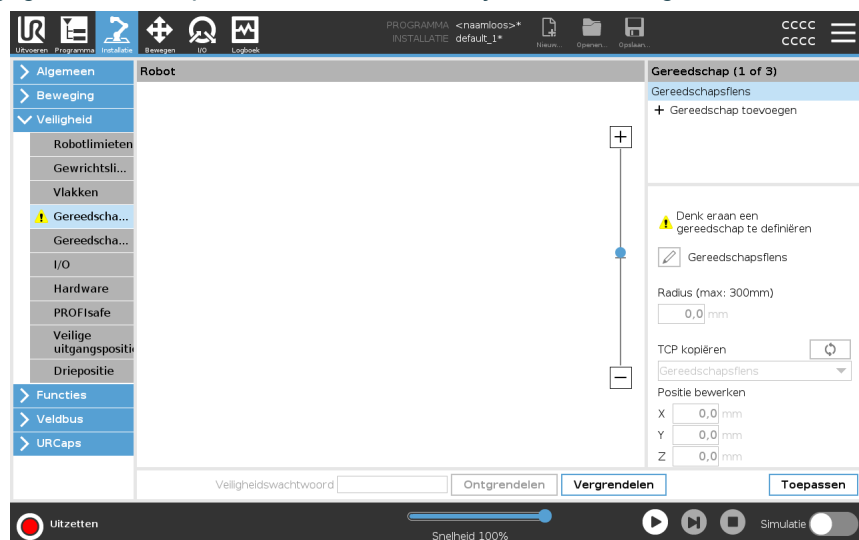 PROGRAMMA <naamloos>*
INSTALLATIE default_1*
Uitvoeren Programma Installatie Bewegen I/O Logboek
Nieuw... Openen... Opslaan...
CCCC
CCCC
Algemeen
Beweging
Veiligheid
Robotlimieten
Gewrichtsli...
Vlakken
Gereedscha...
Gereedscha...
I/O
Hardware
PROFIsafe
Veilige
uitgangspositi
Driepositie
Functies
Veldbus
URCaps
Robot
Gereedschap (1 of 3)
Gereedschapsflens
+ Gereedschap toevoegen
Denk eraan een
gereedschap te definiëren
Gereedschapsflens
Radius (max: 300mm)
0,0 mm
TCP kopiëren
Gereedschapsflens
Positie bewerken
X 0,0 mm
Y 0,0 mm
Z 0,0 mm
Veiligheidswachtwoord Ontgrendelen Vergrendelen Toepassen
Uitzetten
Snelheid 100%
Simulatie